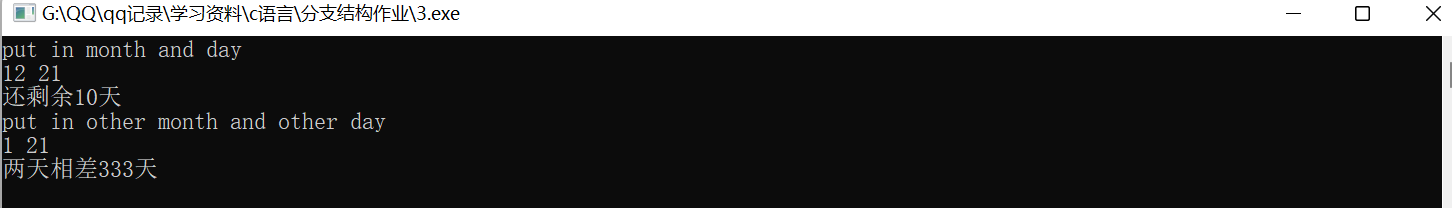 G:\QQ\qq记录\学习资料\c语言\分支结构作业\3.exe
put in month and day
12 21
还剩余10天
put in other month and other day
1 21
两天相差333天